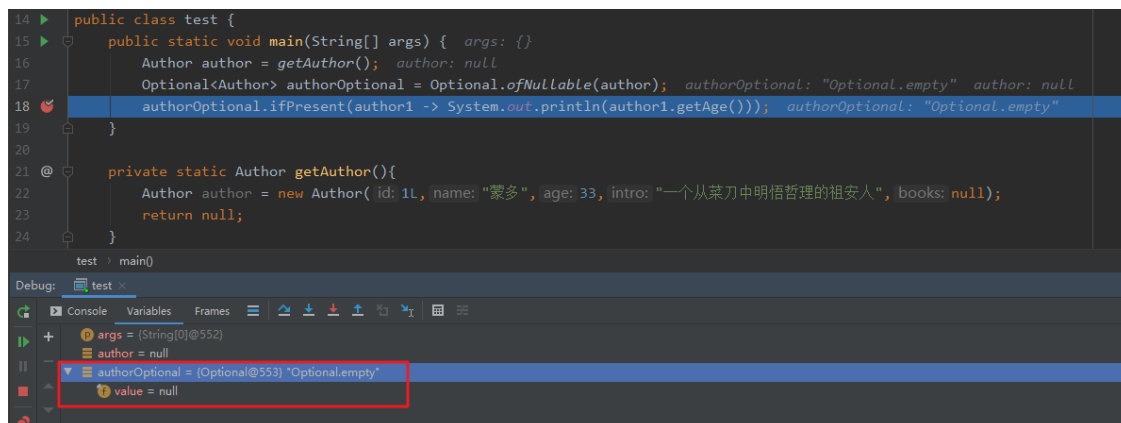 14 public class test {
15 public static void main(String[] args) { args: {}
16 Author author = getAuthor(); author: null
17 Optional<Author> authorOptional = Optional.ofNullable(author); authorOptional: "Optional.empty" author: null
18 authorOptional.ifPresent(author1 -> System.out.println(author1.getAge())); authorOptional: "Optional.empty"
19 }
20
21 @ private static Author getAuthor(){
22 Author author = new Author( id: 1L, name: "蒙多", age: 33, intro: "一个从菜刀中明悟哲理的祖安人", books: null);
23 return null;
24 }
test › main()
Debug: test ×
Console Variables Frames
p args = {String[0]@552}
author = null
authorOptional = {Optional@553} "Optional.empty"
f value = null